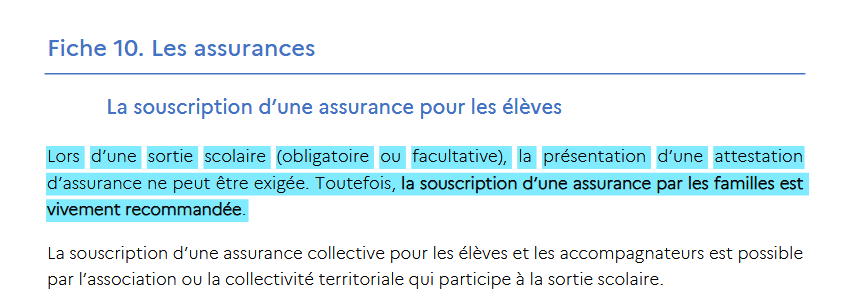 Fiche 10. Les assurances
La souscription d’une assurance pour les élèves
Lors d’une sortie scolaire (obligatoire ou facultative), la présentation d’une attestation
d’assurance ne peut être exigée. Toutefois, la souscription d’une assurance par les familles est
vivement recommandée.
La souscription d’une assurance collective pour les élèves et les accompagnateurs est possible
par l’association ou la collectivité territoriale qui participe à la sortie scolaire.